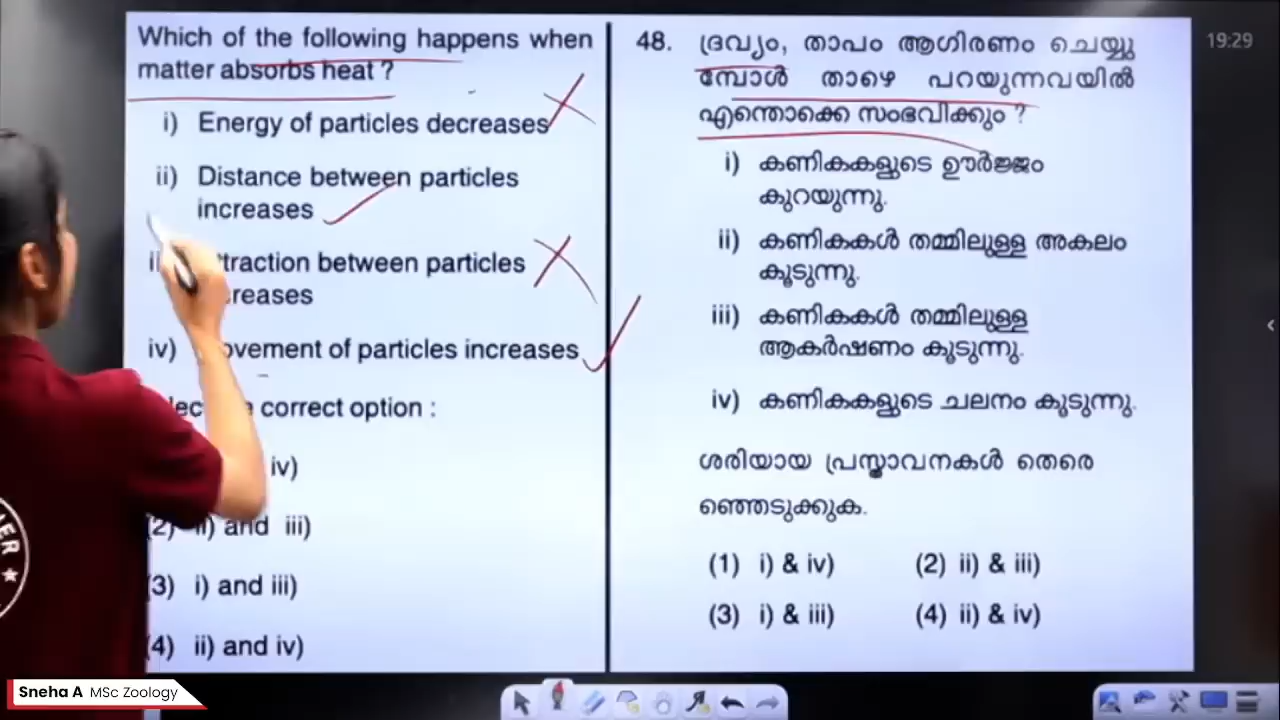 Which of the following happens when
matter absorbs heat ?
i) Energy of particles decreases
ii) Distance between particles
increases
traction between particles
creases
iv) ovement of particles increases
correct option :
iv)
(2) ii) and iii)
(3) i) and iii)
(4) ii) and iv)
48. ദ്രവ്യം, താപം ആഗിരണം ചെയ്യു
മ്പോൾ താഴെ പറയുന്നവയിൽ
എന്തൊക്കെ സംഭവിക്കും ?
i) കണികകളുടെ ഊർജ്ജം
കുറയുന്നു.
ii) കണികകൾ തമ്മിലുള്ള അകലം
കൂടുന്നു.
iii) കണികകൾ തമ്മിലുള്ള
ആകർഷണം കൂടുന്നു.
iv) കണികകളുടെ ചലനം കൂടുന്നു.
ശരിയായ പ്രസ്താവനകൾ തെരെ
ഞ്ഞെടുക്കുക.
(1) i) & iv) (2) ii) & iii)
(3) i) & iii) (4) ii) & iv)
19:29
Sneha A MSc Zoology